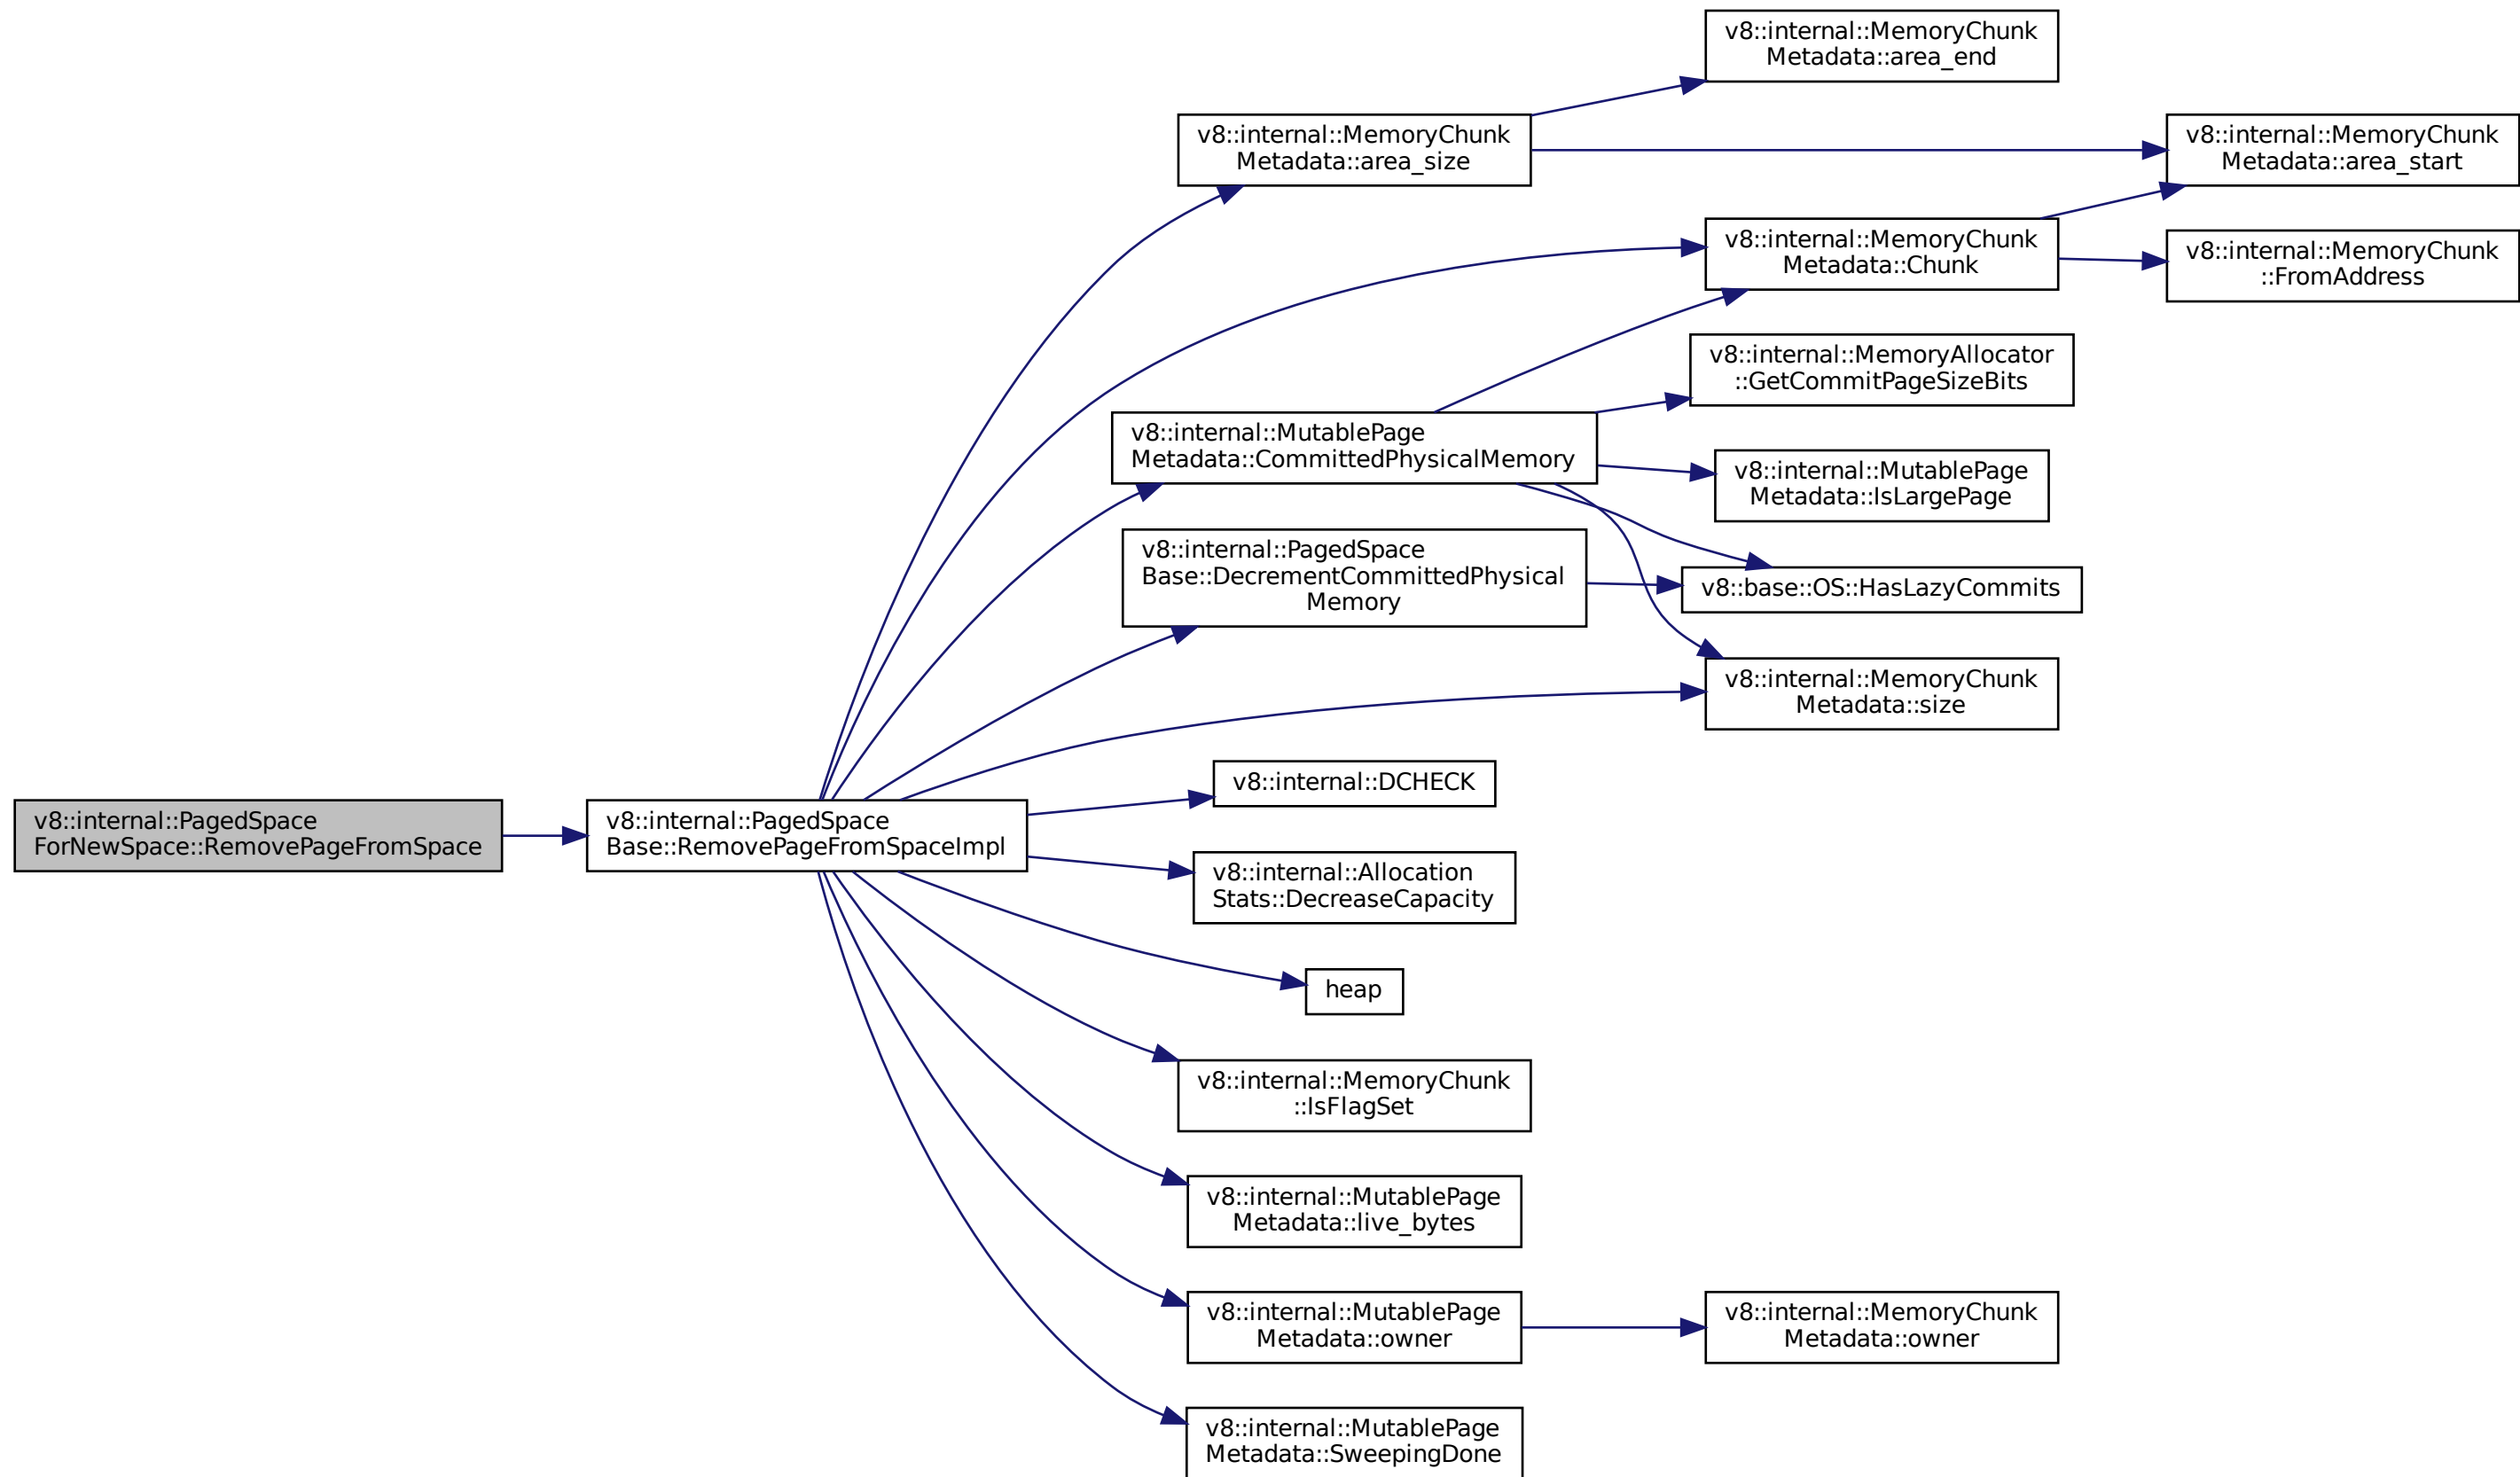 v8::internal::MemoryChunk
Metadata::area_end
v8::internal::MemoryChunk
Metadata::area_size
v8::internal::MemoryChunk
Metadata::area_start
v8::internal::MemoryChunk
Metadata::Chunk
v8::internal::MemoryChunk
::FromAddress
v8::internal::MemoryAllocator
::GetCommitPageSizeBits
v8::internal::MutablePage
Metadata::CommittedPhysicalMemory
v8::internal::MutablePage
Metadata::IsLargePage
v8::internal::PagedSpace
Base::DecrementCommittedPhysical
Memory
v8::base::OS::HasLazyCommits
v8::internal::MemoryChunk
Metadata::size
v8::internal::DCHECK
v8::internal::PagedSpace
ForNewSpace::RemovePageFromSpace
v8::internal::PagedSpace
Base::RemovePageFromSpaceImpl
v8::internal::Allocation
Stats::DecreaseCapacity
heap
v8::internal::MemoryChunk
::IsFlagSet
v8::internal::MutablePage
Metadata::live_bytes
v8::internal::MutablePage
Metadata::owner
v8::internal::MemoryChunk
Metadata::owner
v8::internal::MutablePage
Metadata::SweepingDone